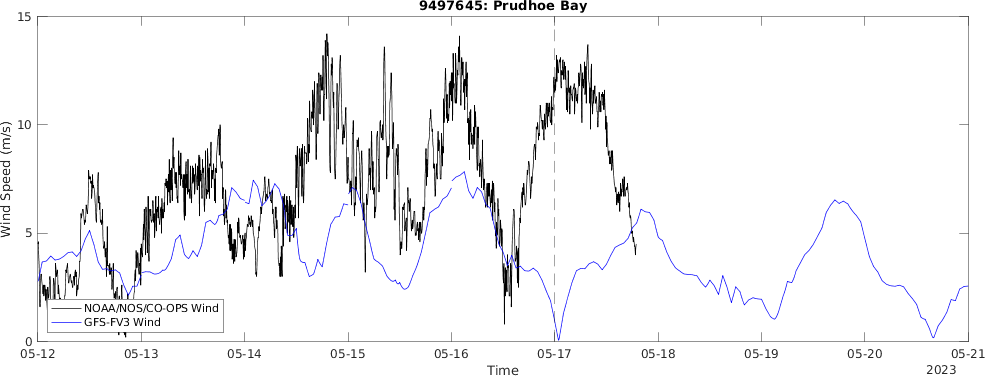 9497645: Prudhoe Bay
15
10
5
0
Wind Speed (m/s)
NOAA/NOS/CO-OPS Wind
GFS-FV3 Wind
05-12 05-13 05-14 05-15 05-16 05-17 05-18 05-19 05-20 05-21
Time
2023